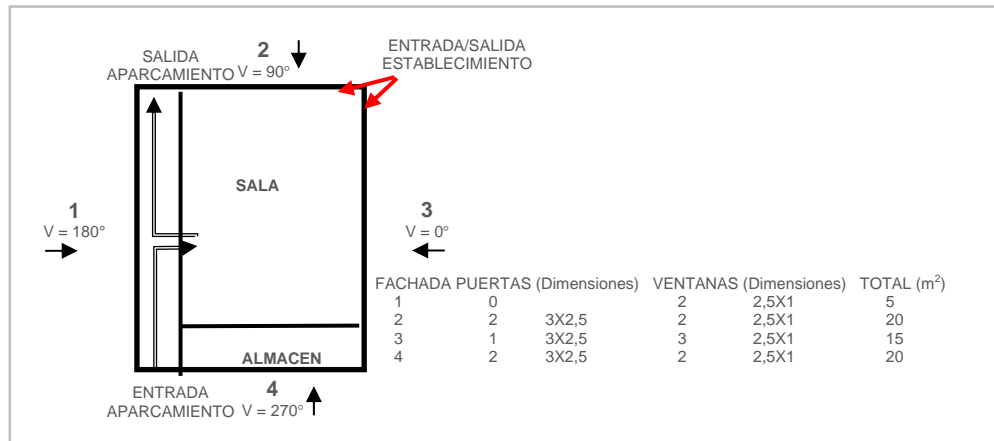 SALIDA
APARCAMIENTO
2
V = 90°
ENTRADA/SALIDA
ESTABLECIMIENTO
SALA
1
V = 180°
3
V = 0°
FACHADA PUERTAS (Dimensiones) VENTANAS (Dimensiones) TOTAL (m²)
1 0 2 2,5X1 5
2 2 3X2,5 2 2,5X1 20
3 1 3X2,5 3 2,5X1 15
4 2 3X2,5 2 2,5X1 20
ALMACEN
ENTRADA
APARCAMIENTO
4
V = 270°